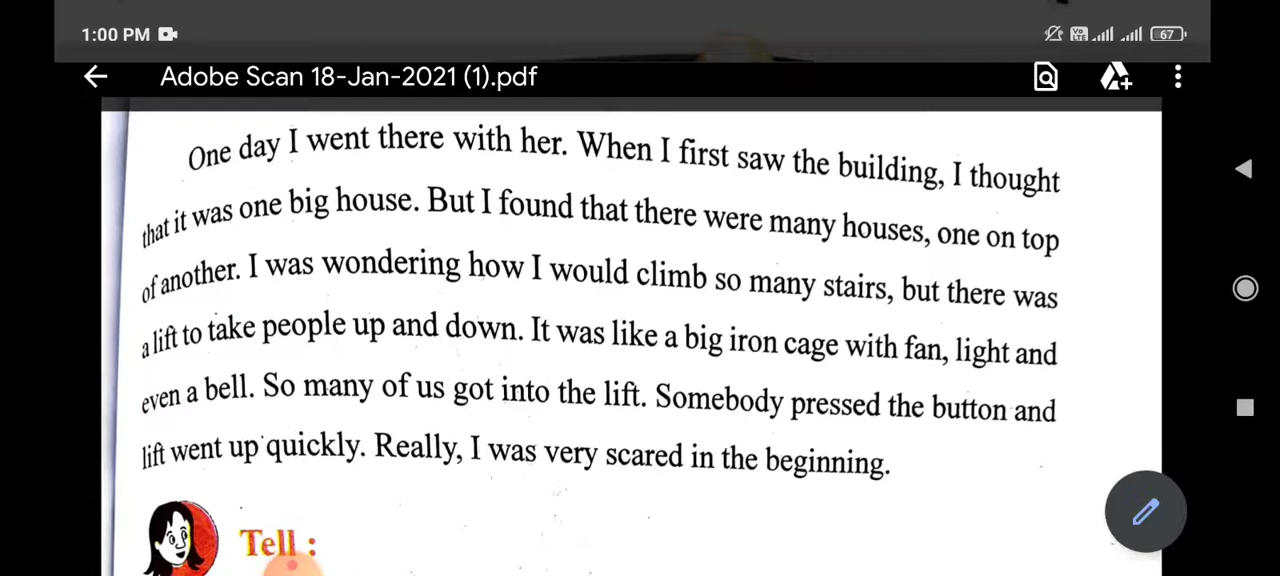 1:00 PM
Vo LTE 67
Adobe Scan 18-Jan-2021 (1).pdf
One day I went there with her. When I first saw the building, I thought
that it was one big house. But I found that there were many houses, one on top
of another. I was wondering how I would climb so many stairs, but there was
a lift to take people up and down. It was like a big iron cage with fan, light and
even a bell. So many of us got into the lift. Somebody pressed the button and
lift went up quickly. Really, I was very scared in the beginning.
Tell :